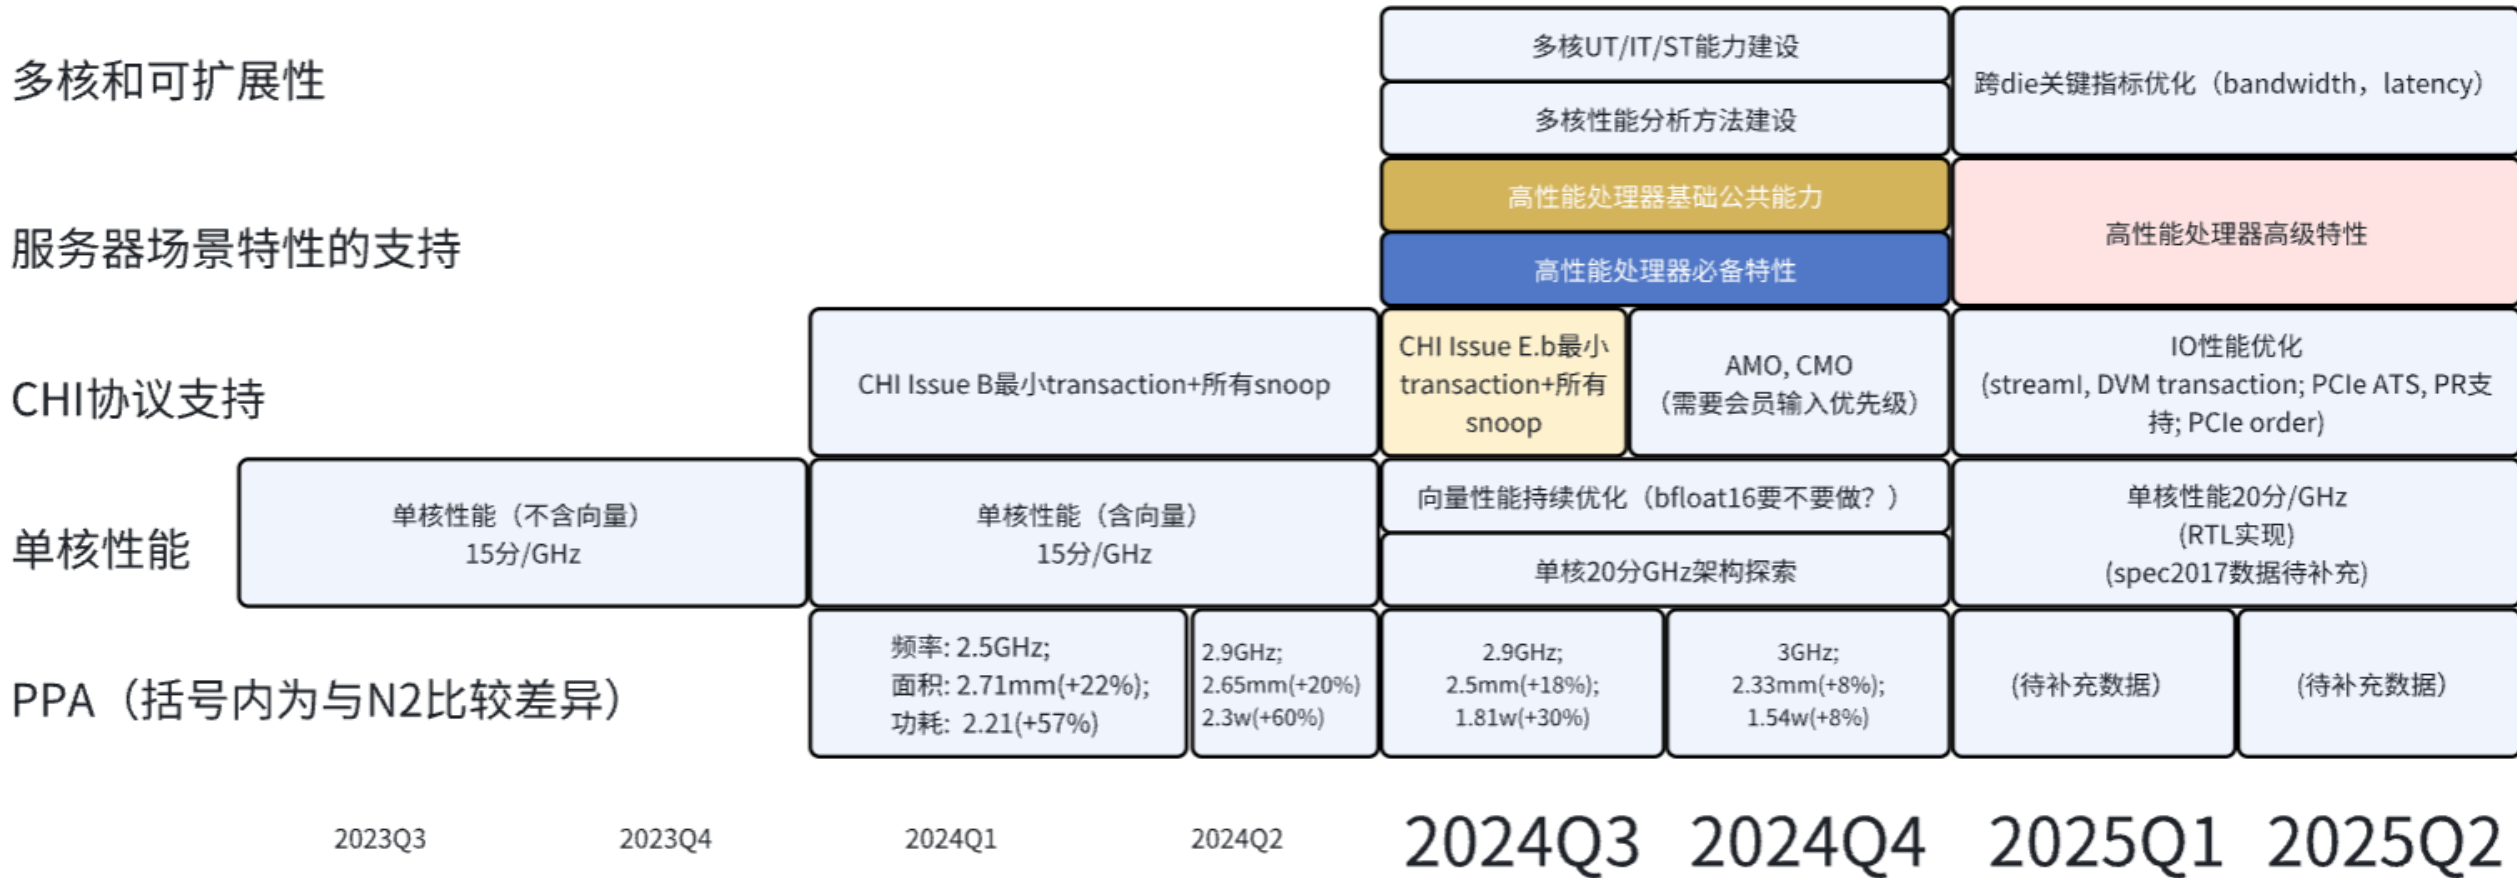 多核和可扩展性
多核UT/IT/ST能力建设
多核性能分析方法建设
跨die关键指标优化（bandwidth，latency）
服务器场景特性的支持
高性能处理器基础公共能力
高性能处理器必备特性
高性能处理器高级特性
CHI协议支持
CHI Issue B最小transaction+所有snoop
CHI Issue E.b最小
transaction+所有
snoop
AMO, CMO
（需要会员输入优先级）
IO性能优化
(streamI, DVM transaction; PCIe ATS, PR支
持; PCIe order)
单核性能
单核性能（不含向量）
15分/GHz
单核性能（含向量）
15分/GHz
向量性能持续优化（bfloat16要不要做？）
单核20分GHz架构探索
单核性能20分/GHz
(RTL实现)
(spec2017数据待补充)
PPA（括号内为与N2比较差异）
频率: 2.5GHz;
面积: 2.71mm(+22%);
功耗: 2.21(+57%)
2.9GHz;
2.65mm(+20%)
2.3w(+60%)
2.9GHz;
2.5mm(+18%);
1.81w(+30%)
3GHz;
2.33mm(+8%);
1.54w(+8%)
(待补充数据）
(待补充数据）
2023Q3
2023Q4
2024Q1
2024Q2
2024Q3
2024Q4
2025Q1
2025Q2